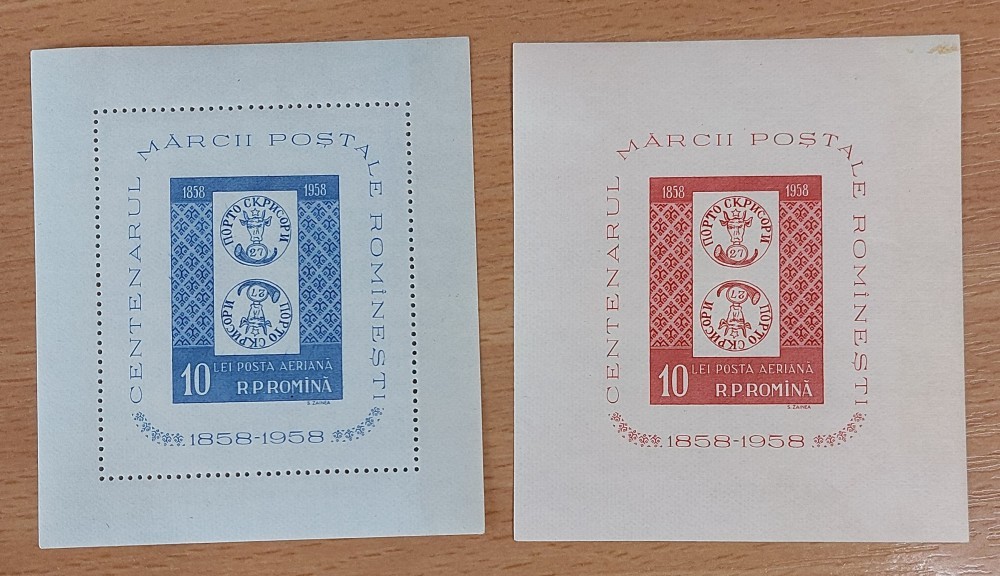 CENTENARUL MĂRCII POȘTALE ROMÎNEȘTI
1858 1958
ПОРТО СКРИСОРИ
27
27
ПОРТО СКРИСОРИ
10 LEI POSTA AERIANĂ
R.P.ROMÎNĂ
S. ZAINEA
1858-1958
CENTENARUL MĂRCII POȘTALE ROMÎNEȘTI
1858 1958
ПОРТО СКРИСОРИ
27
27
ПОРТО СКРИСОРИ
10 LEI POSTA AERIANĂ
R.P.ROMÎNĂ
S. ZAINEA
1858-1958